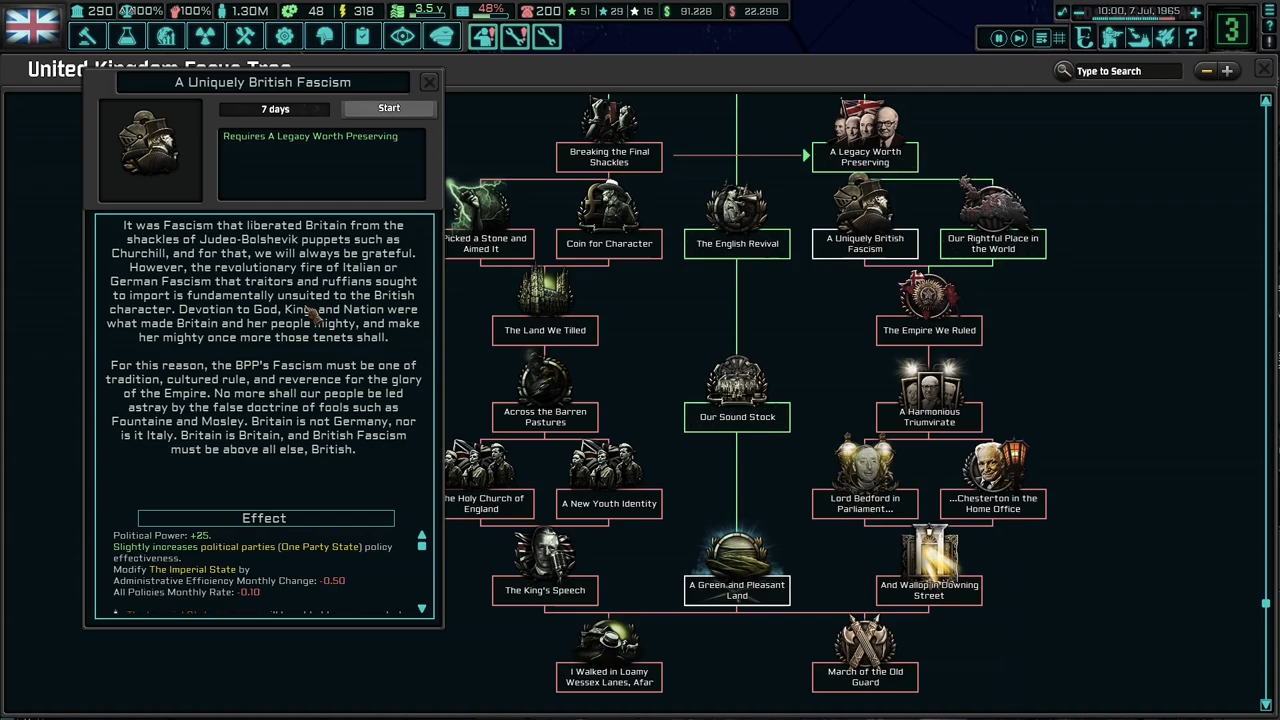 290 100% 100% 1.30M 48 318 3.5 v 48% 200 51 29 16 $ 91.22B $ 22.29B
10:00, 7 Jul, 1965
3
Type to Search
A Uniquely British Fascism
7 days
Start
Requires A Legacy Worth Preserving
It was Fascism that liberated Britain from the
shackles of Judeo-Bolshevik puppets such as
Churchill, and for that, we will always be grateful.
However, the revolutionary fire of Italian or
German Fascism that traitors and ruffians sought
to import is fundamentally unsuited to the British
character. Devotion to God, King and Nation were
what made Britain and her people mighty, and make
her mighty once more those tenets shall.
For this reason, the BPP's Fascism must be one of
tradition, cultured rule, and reverence for the glory
of the Empire. No more shall our people be led
astray by the false doctrine of fools such as
Fountaine and Mosley. Britain is not Germany, nor
is it Italy. Britain is Britain, and British Fascism
must be above all else, British.
Effect
Political Power: +25.
Slightly increases political parties (One Party State) policy
effectiveness.
Modify The Imperial State by
Administrative Efficiency Monthly Change: -0.50
All Policies Monthly Rate: -0.10
Breaking the Final
Shackles
A Legacy Worth
Preserving
Picked a Stone and
Aimed It
Coin for Character
The English Revival
A Uniquely British
Fascism
Our Rightful Place in
the World
The Land We Tilled
The Empire We Ruled
Across the Barren
Pastures
Our Sound Stock
A Harmonious
Triumvirate
he Holy Church of
England
A New Youth Identity
Lord Bedford in
Parliament...
...Chesterton in the
Home Office
The King's Speech
A Green and Pleasant
Land
And Wallop in Downing
Street
I Walked in Loamy
Wessex Lanes, Afar
March of the Old
Guard